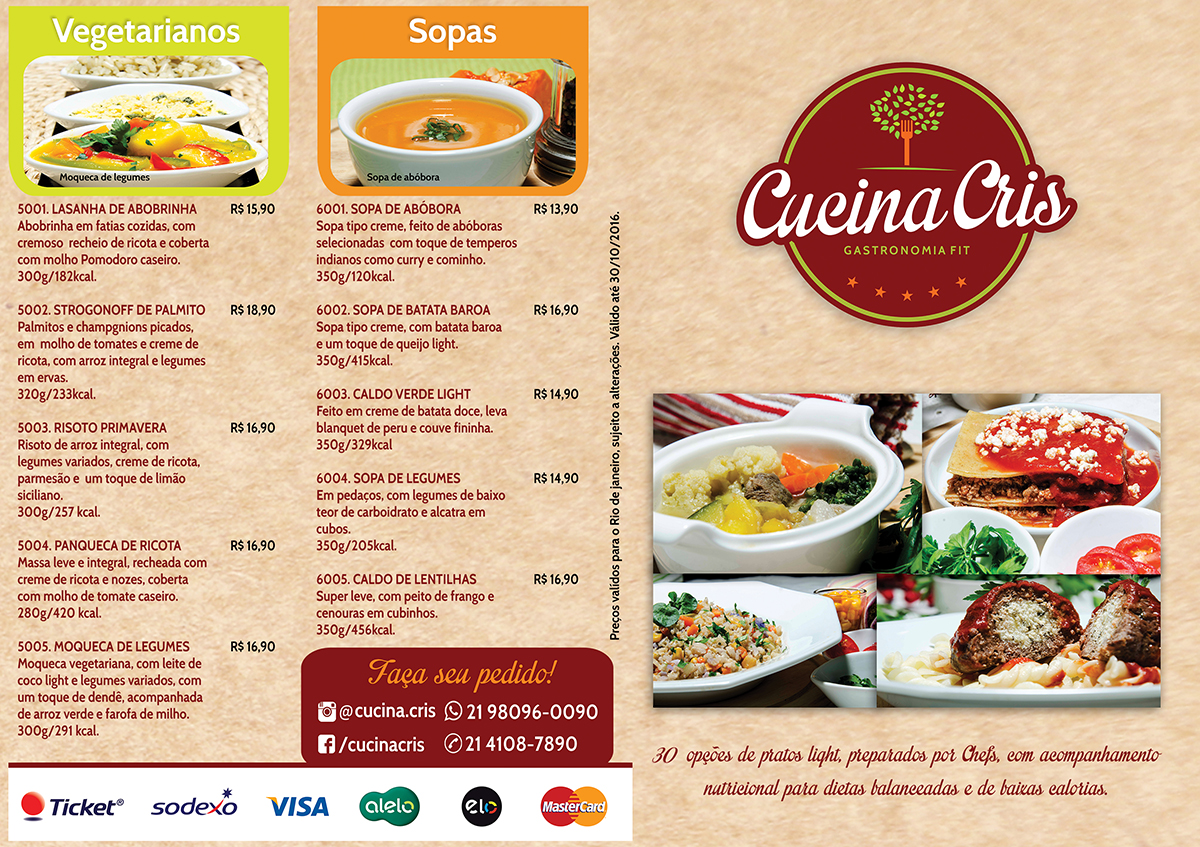 Vegetarianos
Moqueca de legumes
5001. LASANHA DE ABOBRINHA R$ 15,90
Abobrinha em fatias cozidas, com
cremoso recheio de ricota e coberta
com molho Pomodoro caseiro.
300g/182kcal.
5002. STROGONOFF DE PALMITO R$ 18,90
Palmitos e champgnions picados,
em molho de tomates e creme de
ricota, com arroz integral e legumes
em ervas.
320g/233kcal.
5003. RISOTO PRIMAVERA R$ 16,90
Risoto de arroz integral, com
legumes variados, creme de ricota,
parmesão e um toque de limão
siciliano.
300g/257 kcal.
5004. PANQUECA DE RICOTA R$ 16,90
Massa leve e integral, recheada com
creme de ricota e nozes, coberta
com molho de tomate caseiro.
280g/420 kcal.
5005. MOQUECA DE LEGUMES R$ 16,90
Moqueca vegetariana, com leite de
coco light e legumes variados, com
um toque de dendê, acompanhada
de arroz verde e farofa de milho.
300g/291 kcal.
Sopas
Sopa de abóbora
6001. SOPA DE ABÓBORA R$ 13,90
Sopa tipo creme, feito de abóboras
selecionadas com toque de temperos
indianos como curry e cominho.
350g/120kcal.
6002. SOPA DE BATATA BAROA R$ 16,90
Sopa tipo creme, com batata baroa
e um toque de queijo light.
350g/415kcal.
6003. CALDO VERDE LIGHT R$ 14,90
Feito em creme de batata doce, leva
blanquet de peru e couve fininha.
350g/329kcal
6004. SOPA DE LEGUMES R$ 14,90
Em pedaços, com legumes de baixo
teor de carboidrato e alcatra em
cubos.
350g/205kcal.
6005. CALDO DE LENTILHAS R$ 16,90
Super leve, com peito de frango e
cenouras em cubinhos.
350g/456kcal.
Faça seu pedido!
@cucina.cris 21 98096-0090
/cucinacris 21 4108-7890
Preços validos para o Rio de janeiro, sujeito a alterações. Válido até 30/10/2016.
Ticket® sodexo VISA alelo elo MasterCard
Cucina Cris
GASTRONOMIA FIT
30 opções de pratos light, preparados por Chefs, com acompanhamento
nutricional para dietas balanceadas e de baixas calorias.